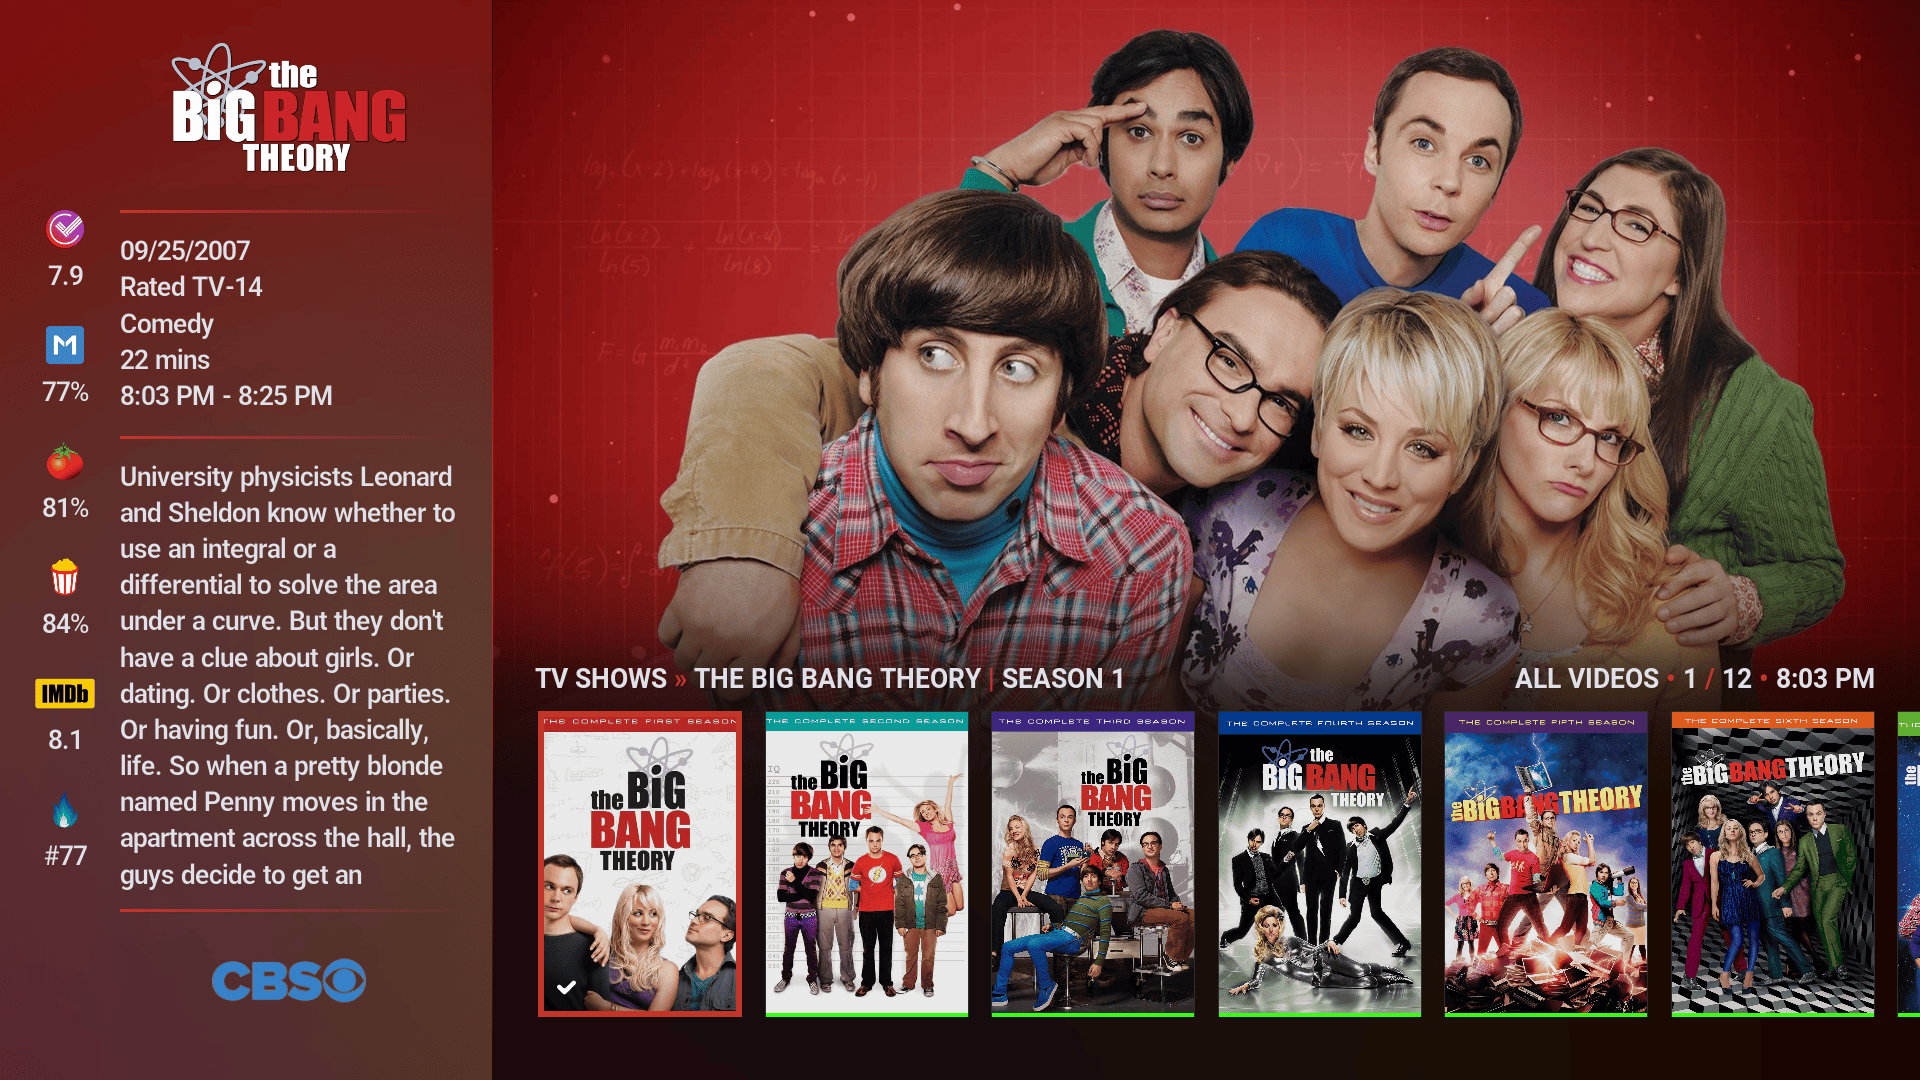 the
BiG BANG
THEORY
7.9
77%
81%
84%
IMDb
8.1
#77
09/25/2007
Rated TV-14
Comedy
22 mins
8:03 PM - 8:25 PM
University physicists Leonard
and Sheldon know whether to
use an integral or a
differential to solve the area
under a curve. But they don't
have a clue about girls. Or
dating. Or clothes. Or parties.
Or having fun. Or, basically,
life. So when a pretty blonde
named Penny moves in the
apartment across the hall, the
guys decide to get an
CBS
TV SHOWS » THE BIG BANG THEORY | SEASON 1
ALL VIDEOS • 1 / 12 • 8:03 PM
THE COMPLETE FIRST SEASON
the BiG
BANG
THEORY
THE COMPLETE SECOND SEASON
IQ
the BiG
BANG
THEORY
THE COMPLETE THIRD SEASON
the BiG
BANG
THEORY
THE COMPLETE FOURTH SEASON
the
BiG BANG
THEORY
THE COMPLETE FIFTH SEASON
the BiG BANG THEORY
THE COMPLETE SIXTH SEASON
the BiG BANG THEORY
the